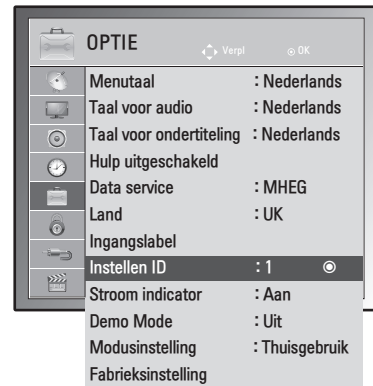 OPTIE Verpl OK
Menutaal : Nederlands
Taal voor audio : Nederlands
Taal voor ondertiteling : Nederlands
Hulp uitgeschakeld
Data service : MHEG
Land : UK
Ingangslabel
Instellen ID : 1
Stroom indicator : Aan
Demo Mode : Uit
Modusinstelling : Thuisgebruik
Fabrieksinstelling